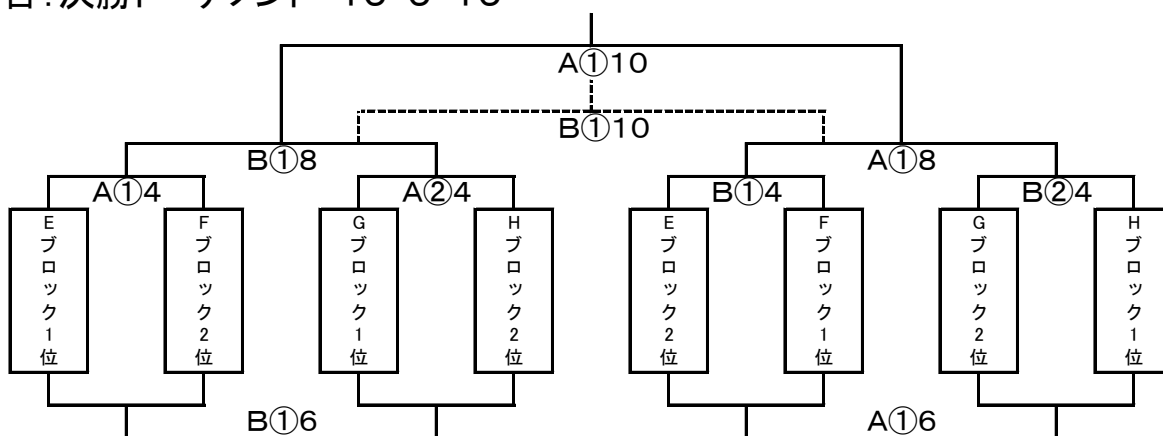 A①10
B①10
B①8
A①8
A①4
A②4
B①4
B②4
Eブロック1位
Fブロック2位
Gブロック1位
Hブロック2位
Eブロック2位
Fブロック1位
Gブロック2位
Hブロック1位
B①6
A①6